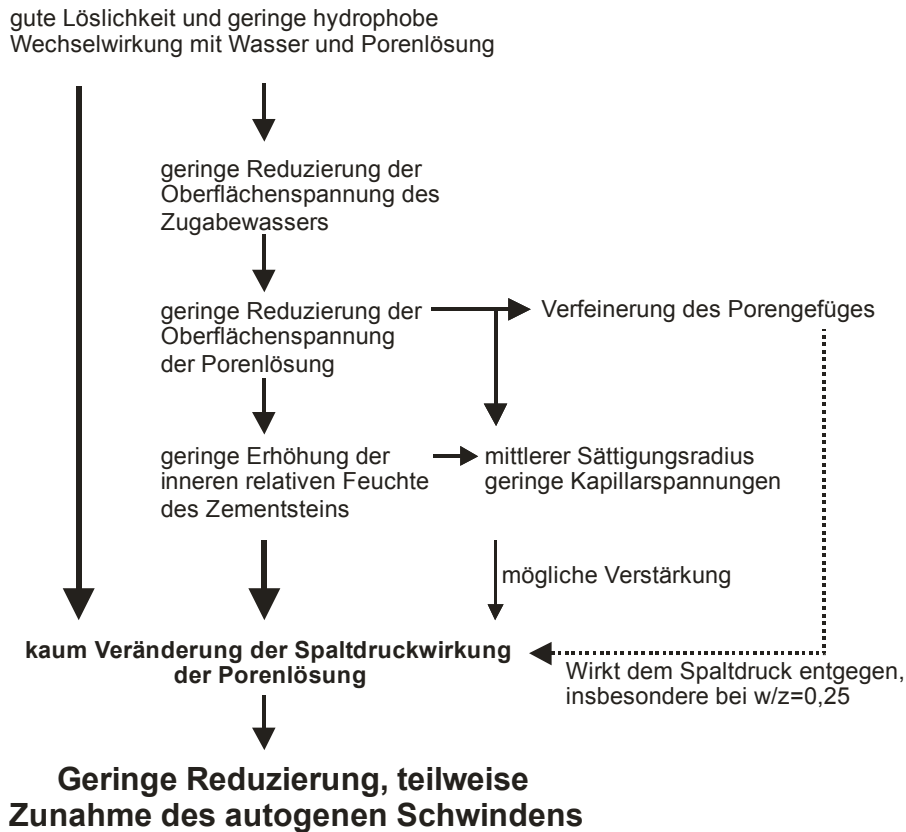 gute Löslichkeit und geringe hydrophobe
Wechselwirkung mit Wasser und Porenlösung
geringe Reduzierung der
Oberflächenspannung des
Zugabewassers
geringe Reduzierung der
Oberflächenspannung
der Porenlösung
Verfeinerung des Porengefüges
geringe Erhöhung der
inneren relativen Feuchte
des Zementsteins
mittlerer Sättigungsradius
geringe Kapillarspannungen
mögliche Verstärkung
kaum Veränderung der Spaltdruckwirkung
der Porenlösung
Wirkt dem Spaltdruck entgegen,
insbesondere bei w/z=0,25
Geringe Reduzierung, teilweise
Zunahme des autogenen Schwindens